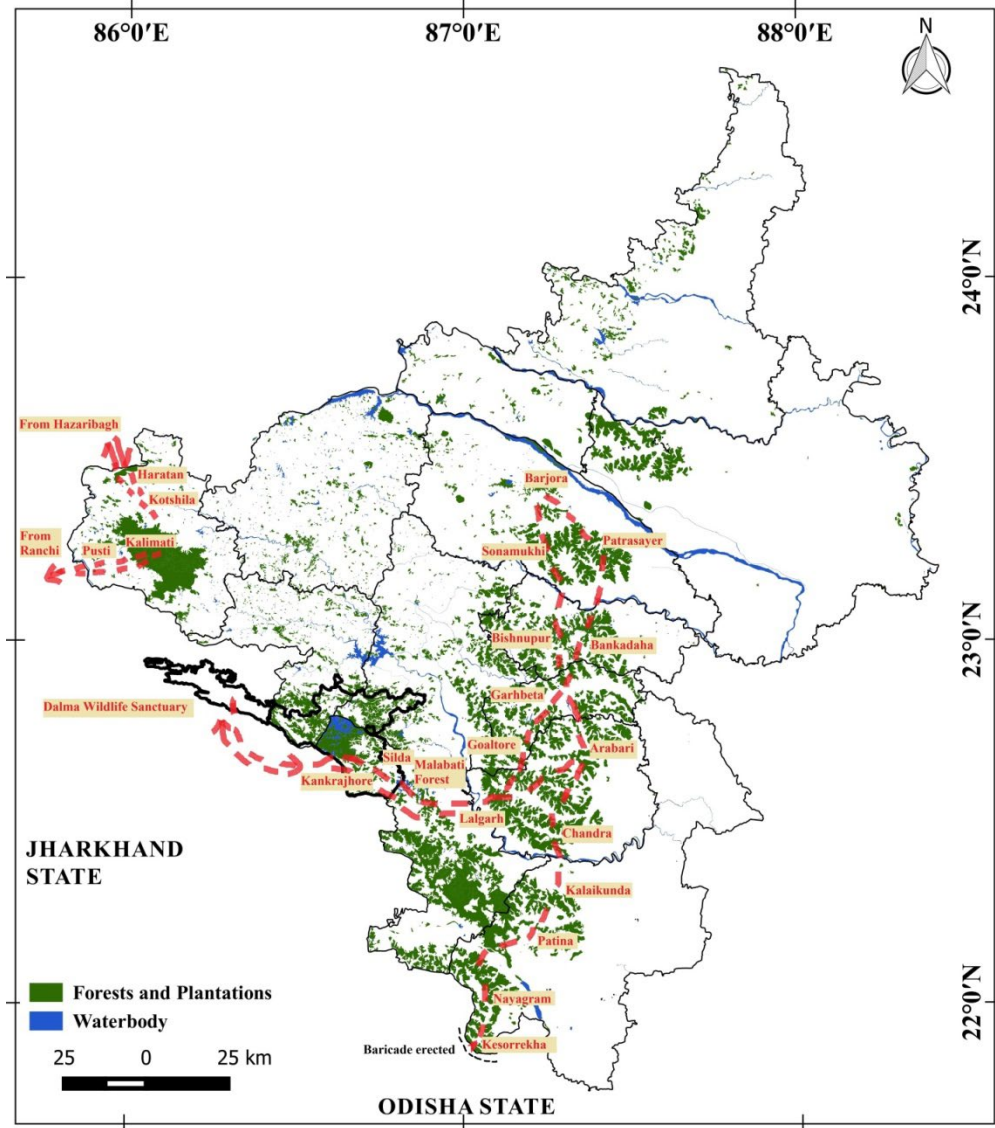 86°0′E 87°0′E 88°0′E
N
24°0′N
From Hazaribagh
Haratan
Kotshila
Barjora
From
Ranchi
Pusti
Kalimati
Sonamukhi
Patrasayer
23°0′N
Bishnupur
Bankadaha
Garhbeta
Dalma Wildlife Sanctuary
Goaltore
Arabari
Silda
Malabati
Forest
Kankrajhore
Lalgarh
Chandra
JHARKHAND
STATE
Kalaikunda
Patina
Forests and Plantations
Nayagram
22°0′N
Waterbody
Kesorrekha
Baricade erected
25 0 25 km
ODISHA STATE